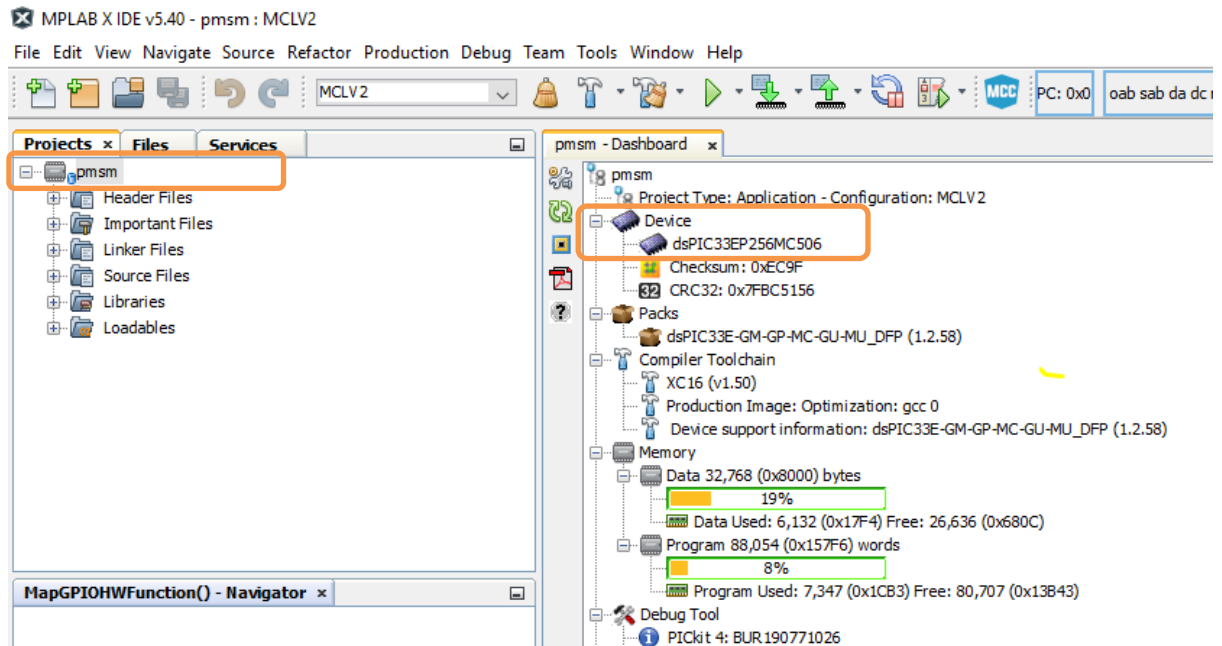 MPLAB X IDE v5.40 - pmsm : MCLV2
File Edit View Navigate Source Refactor Production Debug Team Tools Window Help
MCLV2
MCC
PC: 0x0
oab sab da dc
Projects × Files Services
pmsm
Header Files
Important Files
Linker Files
Source Files
Libraries
Loadables
MapGPIOHWFunction() - Navigator ×
pmsm - Dashboard ×
pmsm
Project Type: Application - Configuration: MCLV2
Device
dsPIC33EP256MC506
Checksum: 0xEC9F
32 CRC32: 0x7FBC5156
Packs
dsPIC33E-GM-GP-MC-GU-MU_DFP (1.2.58)
Compiler Toolchain
XC16 (v1.50)
Production Image: Optimization: gcc 0
Device support information: dsPIC33E-GM-GP-MC-GU-MU_DFP (1.2.58)
Memory
Data 32,768 (0x8000) bytes
19%
Data Used: 6,132 (0x17F4) Free: 26,636 (0x680C)
Program 88,054 (0x157F6) words
8%
Program Used: 7,347 (0x1CB3) Free: 80,707 (0x13B43)
Debug Tool
PICkit 4: BUR190771026